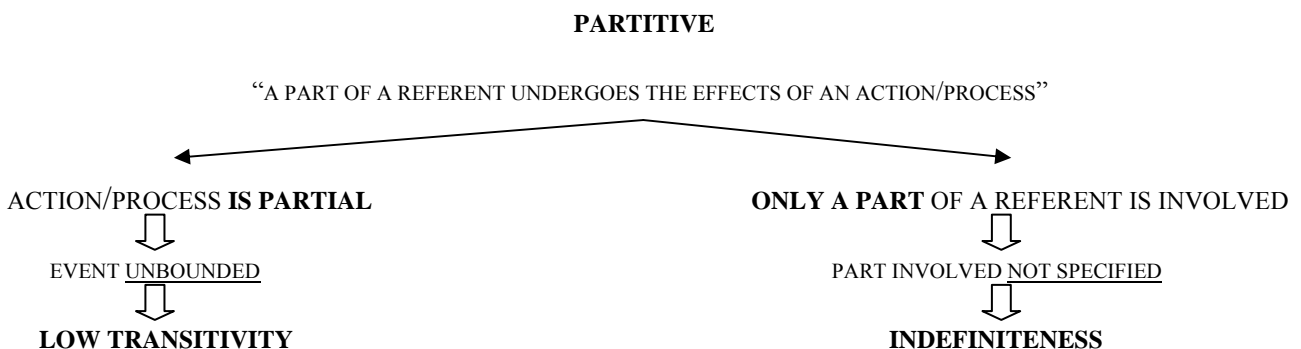 PARTITIVE
“A PART OF A REFERENT UNDERGOES THE EFFECTS OF AN ACTION/PROCESS”
ACTION/PROCESS IS PARTIAL
ONLY A PART OF A REFERENT IS INVOLVED
EVENT UNBOUNDED
PART INVOLVED NOT SPECIFIED
LOW TRANSITIVITY
INDEFINITENESS